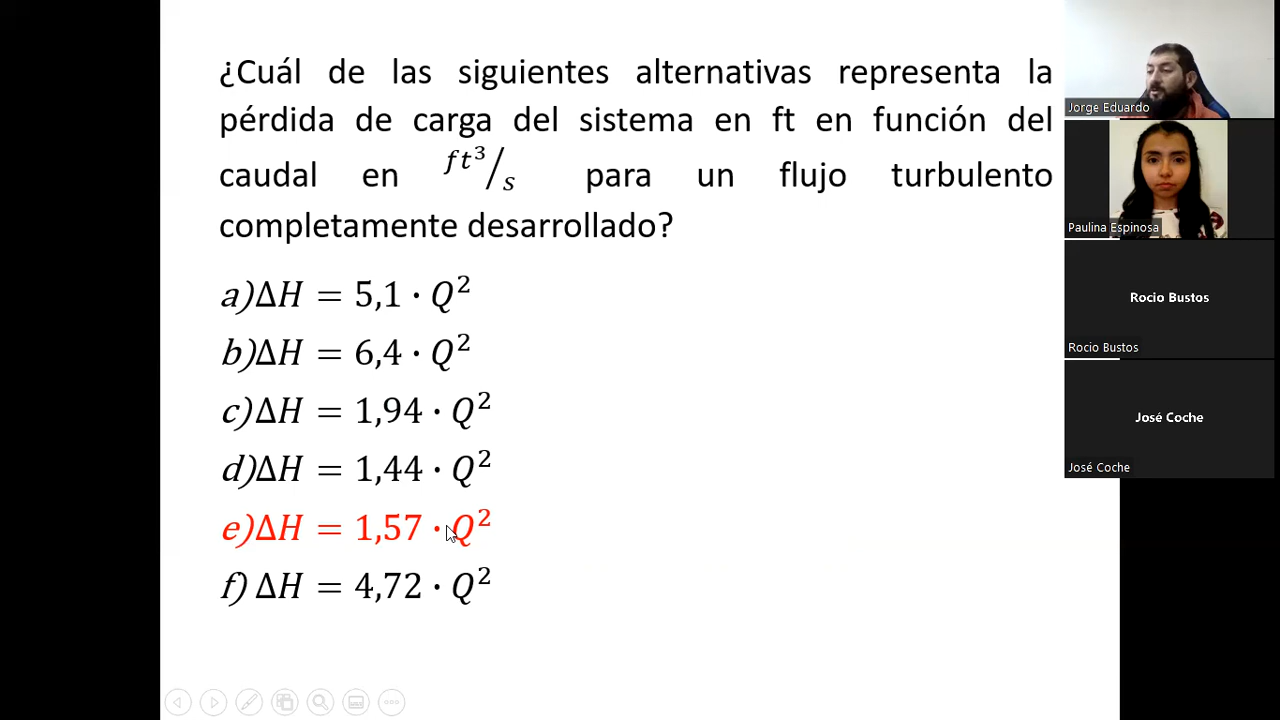 ¿Cuál de las siguientes alternativas representa la
pérdida de carga del sistema en ft en función del
caudal en ft³/s para un flujo turbulento
completamente desarrollado?
a)ΔH = 5,1 · Q²
b)ΔH = 6,4 · Q²
c)ΔH = 1,94 · Q²
d)ΔH = 1,44 · Q²
e)ΔH = 1,57 · Q²
f) ΔH = 4,72 · Q²
Jorge Eduardo
Paulina Espinosa
Rocio Bustos
Rocio Bustos
José Coche
José Coche